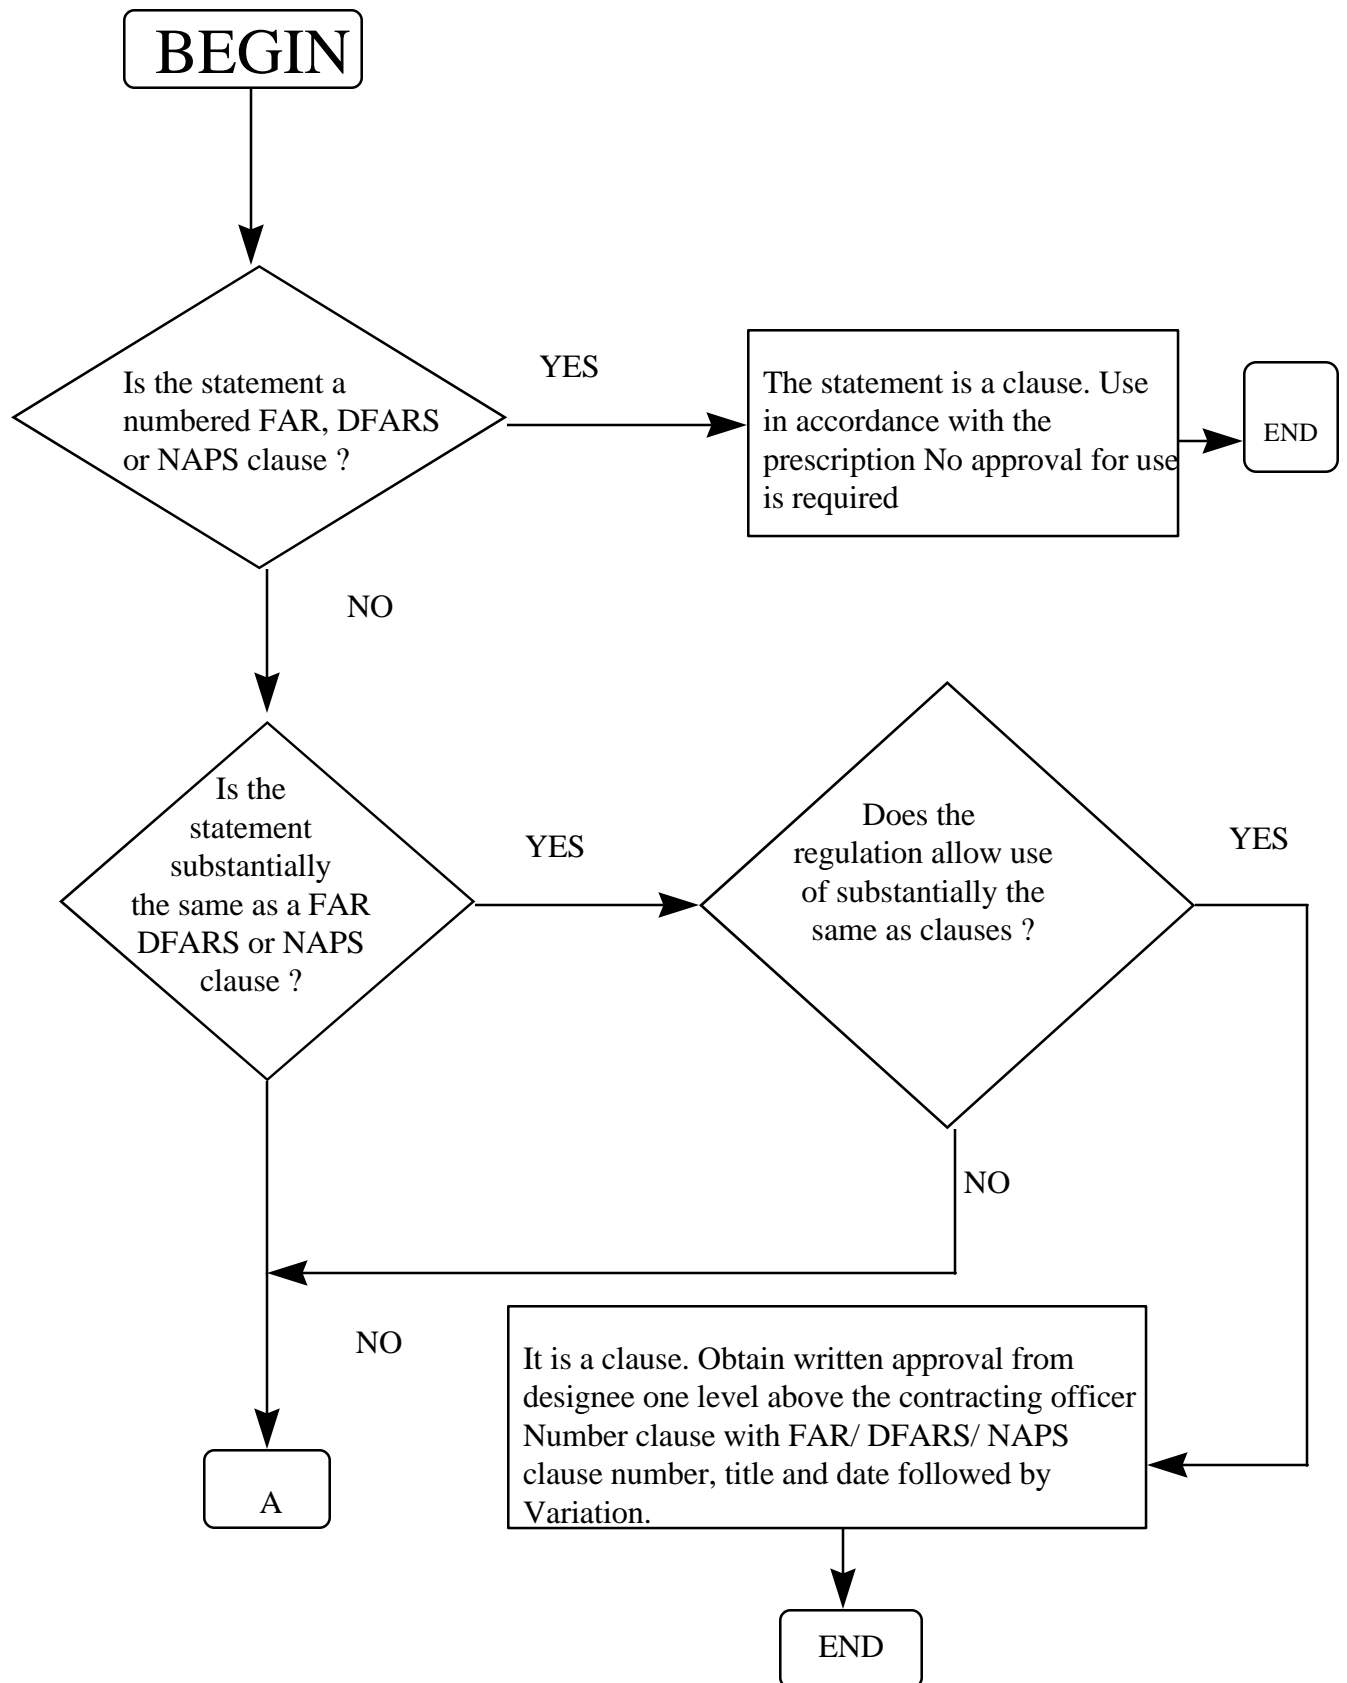 BEGIN
Is the statement a
numbered FAR, DFARS
or NAPS clause ?
YES
The statement is a clause. Use
in accordance with the
prescription No approval for use
is required
END
NO
Is the
statement
substantially
the same as a FAR
DFARS or NAPS
clause ?
YES
Does the
regulation allow use
of substantially the
same as clauses ?
YES
NO
NO
It is a clause. Obtain written approval from
designee one level above the contracting officer
Number clause with FAR/ DFARS/ NAPS
clause number, title and date followed by
Variation.
A
END